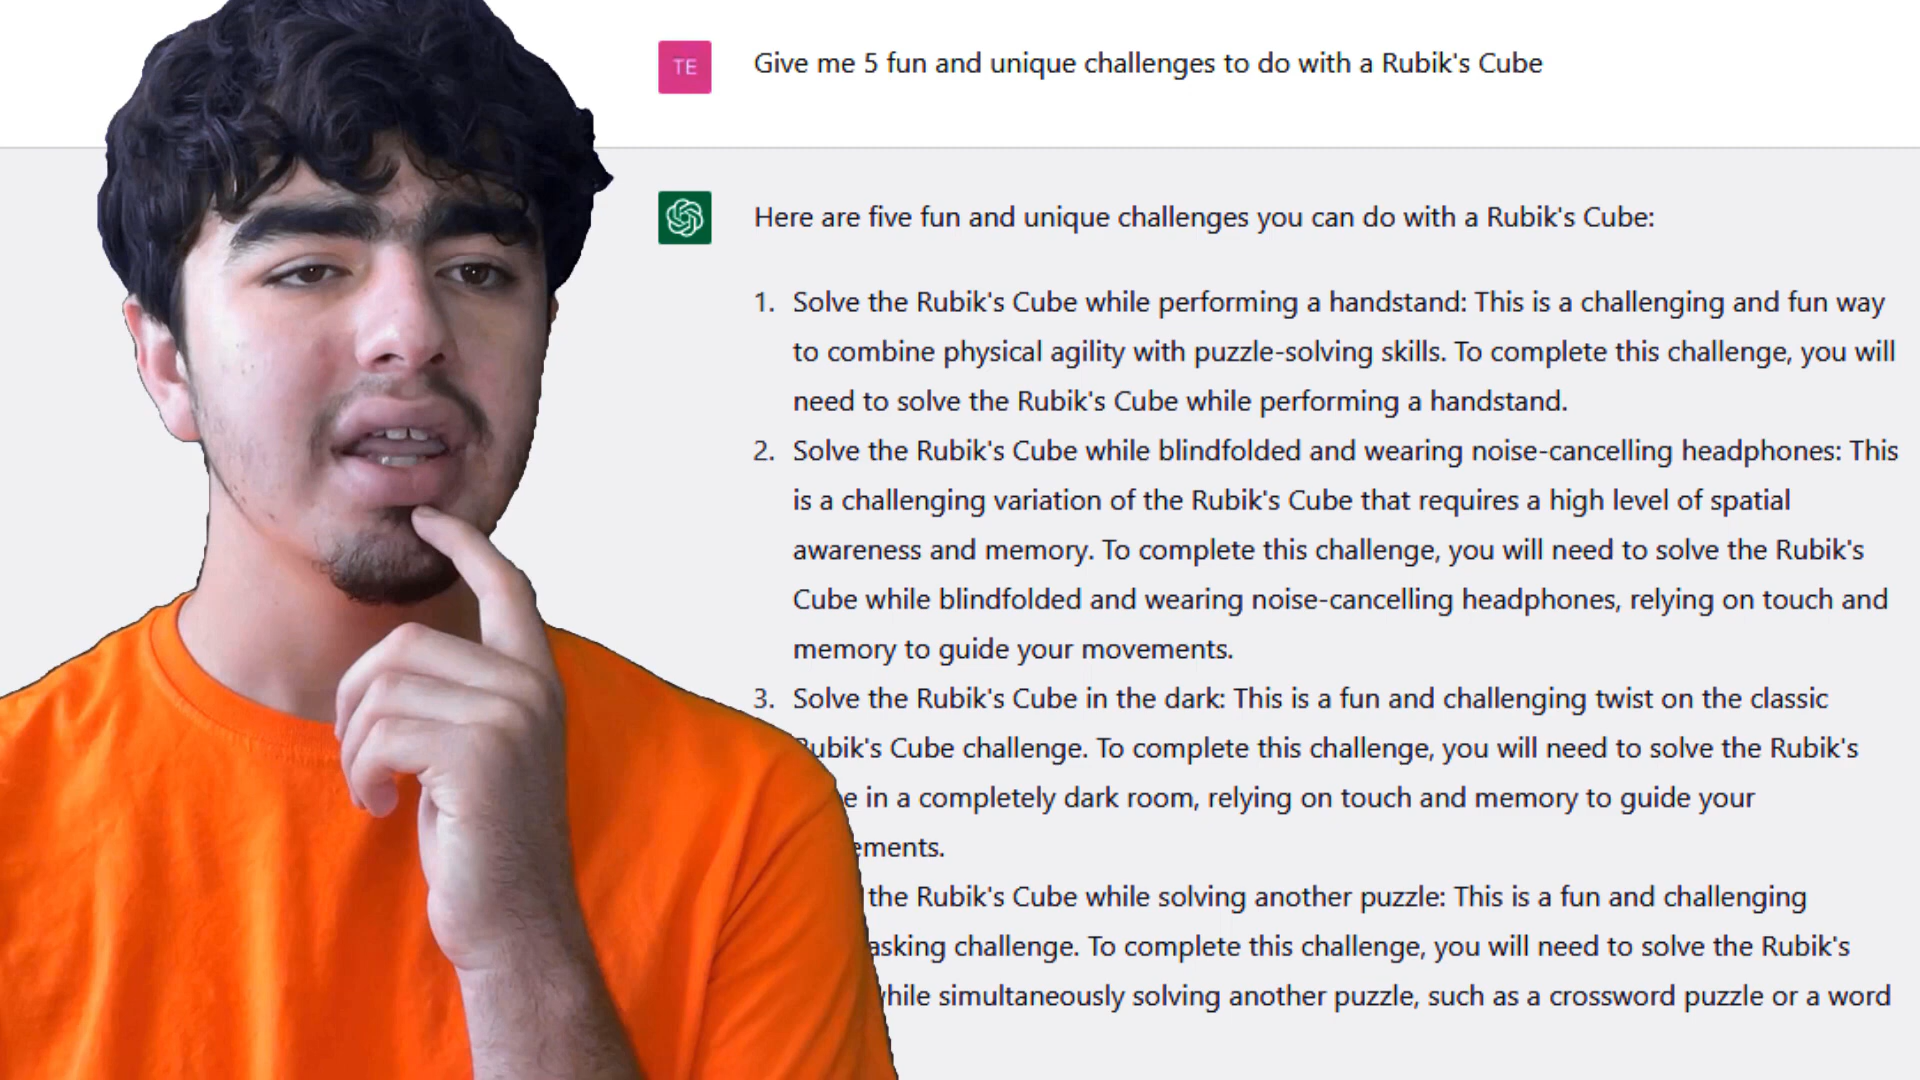 TE
Give me 5 fun and unique challenges to do with a Rubik's Cube
Here are five fun and unique challenges you can do with a Rubik's Cube:
1. Solve the Rubik's Cube while performing a handstand: This is a challenging and fun way
to combine physical agility with puzzle-solving skills. To complete this challenge, you will
need to solve the Rubik's Cube while performing a handstand.
2. Solve the Rubik's Cube while blindfolded and wearing noise-cancelling headphones: This
is a challenging variation of the Rubik's Cube that requires a high level of spatial
awareness and memory. To complete this challenge, you will need to solve the Rubik's
Cube while blindfolded and wearing noise-cancelling headphones, relying on touch and
memory to guide your movements.
3. Solve the Rubik's Cube in the dark: This is a fun and challenging twist on the classic
ubik's Cube challenge. To complete this challenge, you will need to solve the Rubik's
e in a completely dark room, relying on touch and memory to guide your
ements.
the Rubik's Cube while solving another puzzle: This is a fun and challenging
asking challenge. To complete this challenge, you will need to solve the Rubik's
hile simultaneously solving another puzzle, such as a crossword puzzle or a word